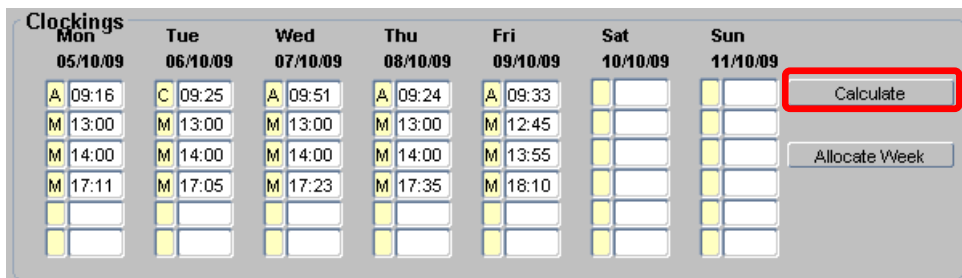 Clockings
Mon Tue Wed Thu Fri Sat Sun
05/10/09 06/10/09 07/10/09 08/10/09 09/10/09 10/10/09 11/10/09
A 09:16 C 09:25 A 09:51 A 09:24 A 09:33 Calculate
M 13:00 M 13:00 M 13:00 M 13:00 M 12:45
M 14:00 M 14:00 M 14:00 M 14:00 M 13:55 Allocate Week
M 17:11 M 17:05 M 17:23 M 17:35 M 18:10